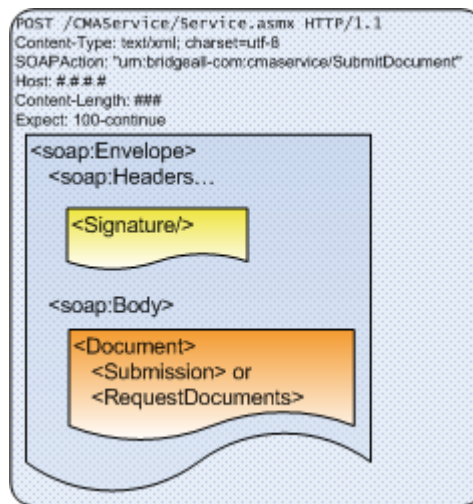 POST /CMAService/Service.asmx HTTP/1.1
Content-Type: text/xml; charset=utf-8
SOAPAction: "urn:bridgeall-com:cmaservice/SubmitDocument"
Host: #.#.#.#
Content-Length: ###
Expect: 100-continue
<soap:Envelope>
<soap:Headers...
<Signature/>
<soap:Body>
<Document>
<Submission> or
<RequestDocuments>